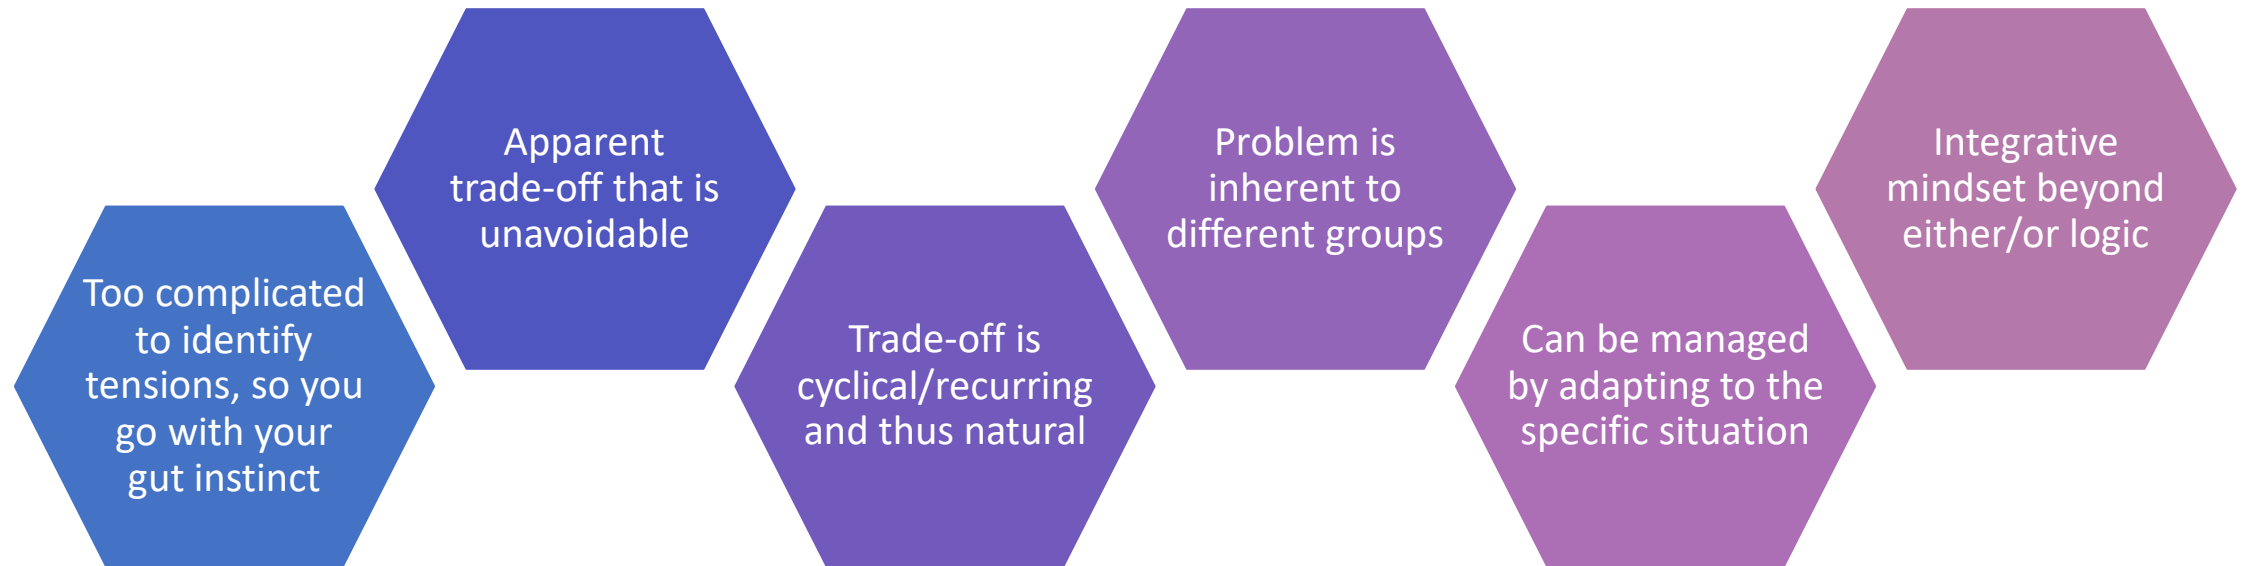 Too complicated
to identify
tensions, so you
go with your
gut instinct
Apparent
trade-off that is
unavoidable
Trade-off is
cyclical/recurring
and thus natural
Problem is
inherent to
different groups
Can be managed
by adapting to the
specific situation
Integrative
mindset beyond
either/or logic